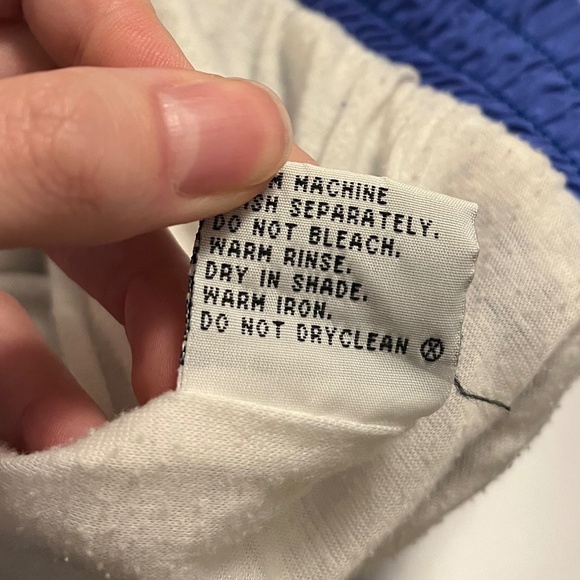 MACHINE
SEPARATELY.
DO NOT BLEACH.
WARM RINSE.
DRY IN SHADE.
WARM IRON.
DO NOT DRYCLEAN Ⓧ